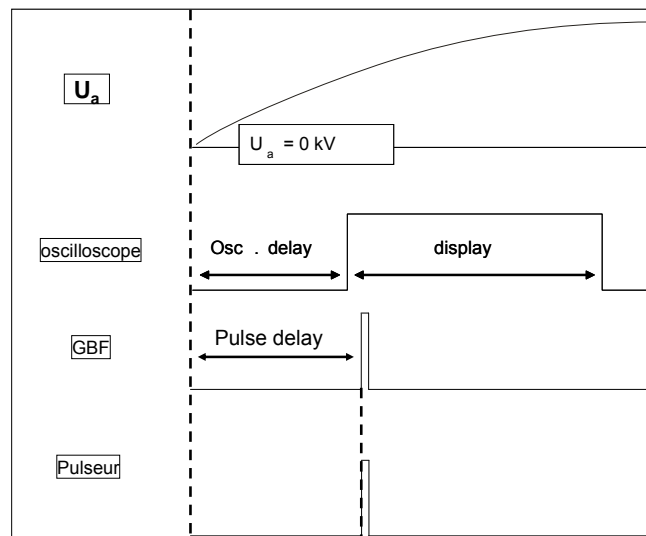 Ua
Ua = 0 kV
oscilloscope
Osc . delay
display
GBF
Pulse delay
Pulseur